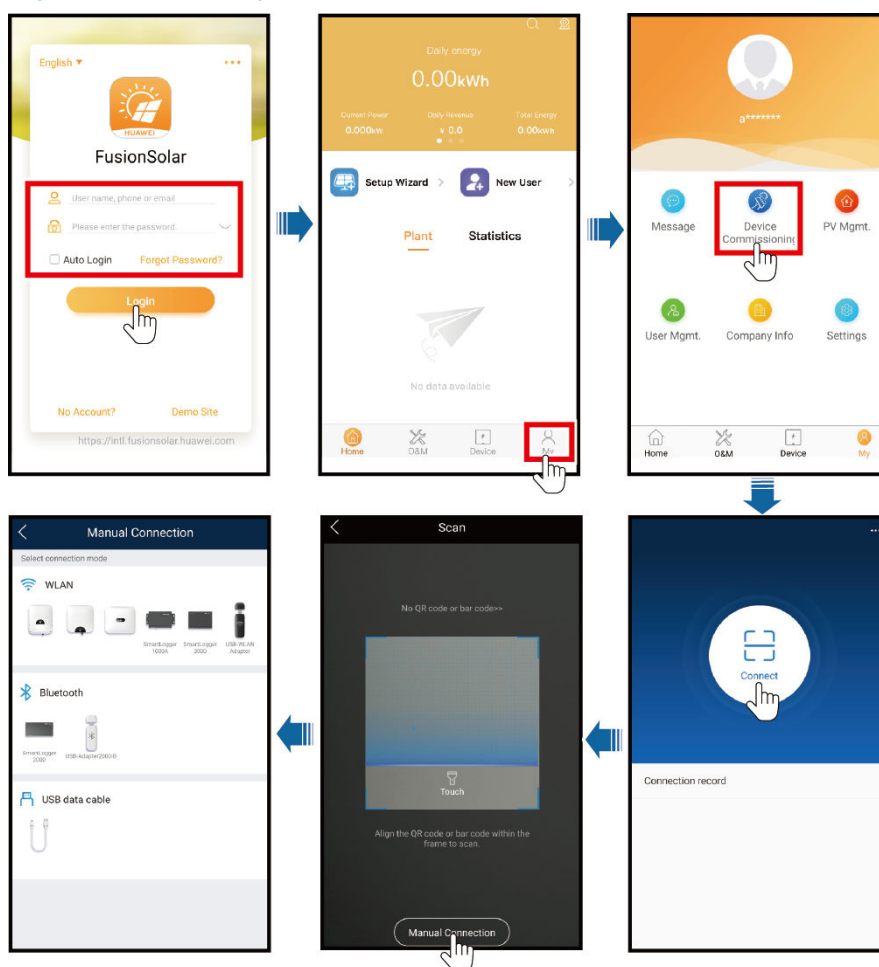 English ▼
...
HUAWEI
FusionSolar
User name, phone or email
Please enter the password.
Auto Login Forgot Password?
Login
No Account? Demo Site
https://intl.fusionsolar.huawei.com
Daily energy
0.00kWh
Current Power Daily Revenue Total Energy
0.000kW ¥ 0.0 0.00kWh
Setup Wizard > New User >
Plant Statistics
No data available
Home O&M Device My
a*******
Message Device PV Mgmt.
Commissioning
User Mgmt. Company Info Settings
Home O&M Device My
...
Connect
Connection record
< Scan
No QR code or bar code>>
Touch
Align the QR code or bar code within the
frame to scan.
Manual Connection
< Manual Connection
Select connection mode
WLAN
SmartLogger SmartLogger USB-WLAN
1000A 2000 Adapter
Bluetooth
SmartLogger
2000 USB-Adapter2000-B
USB data cable